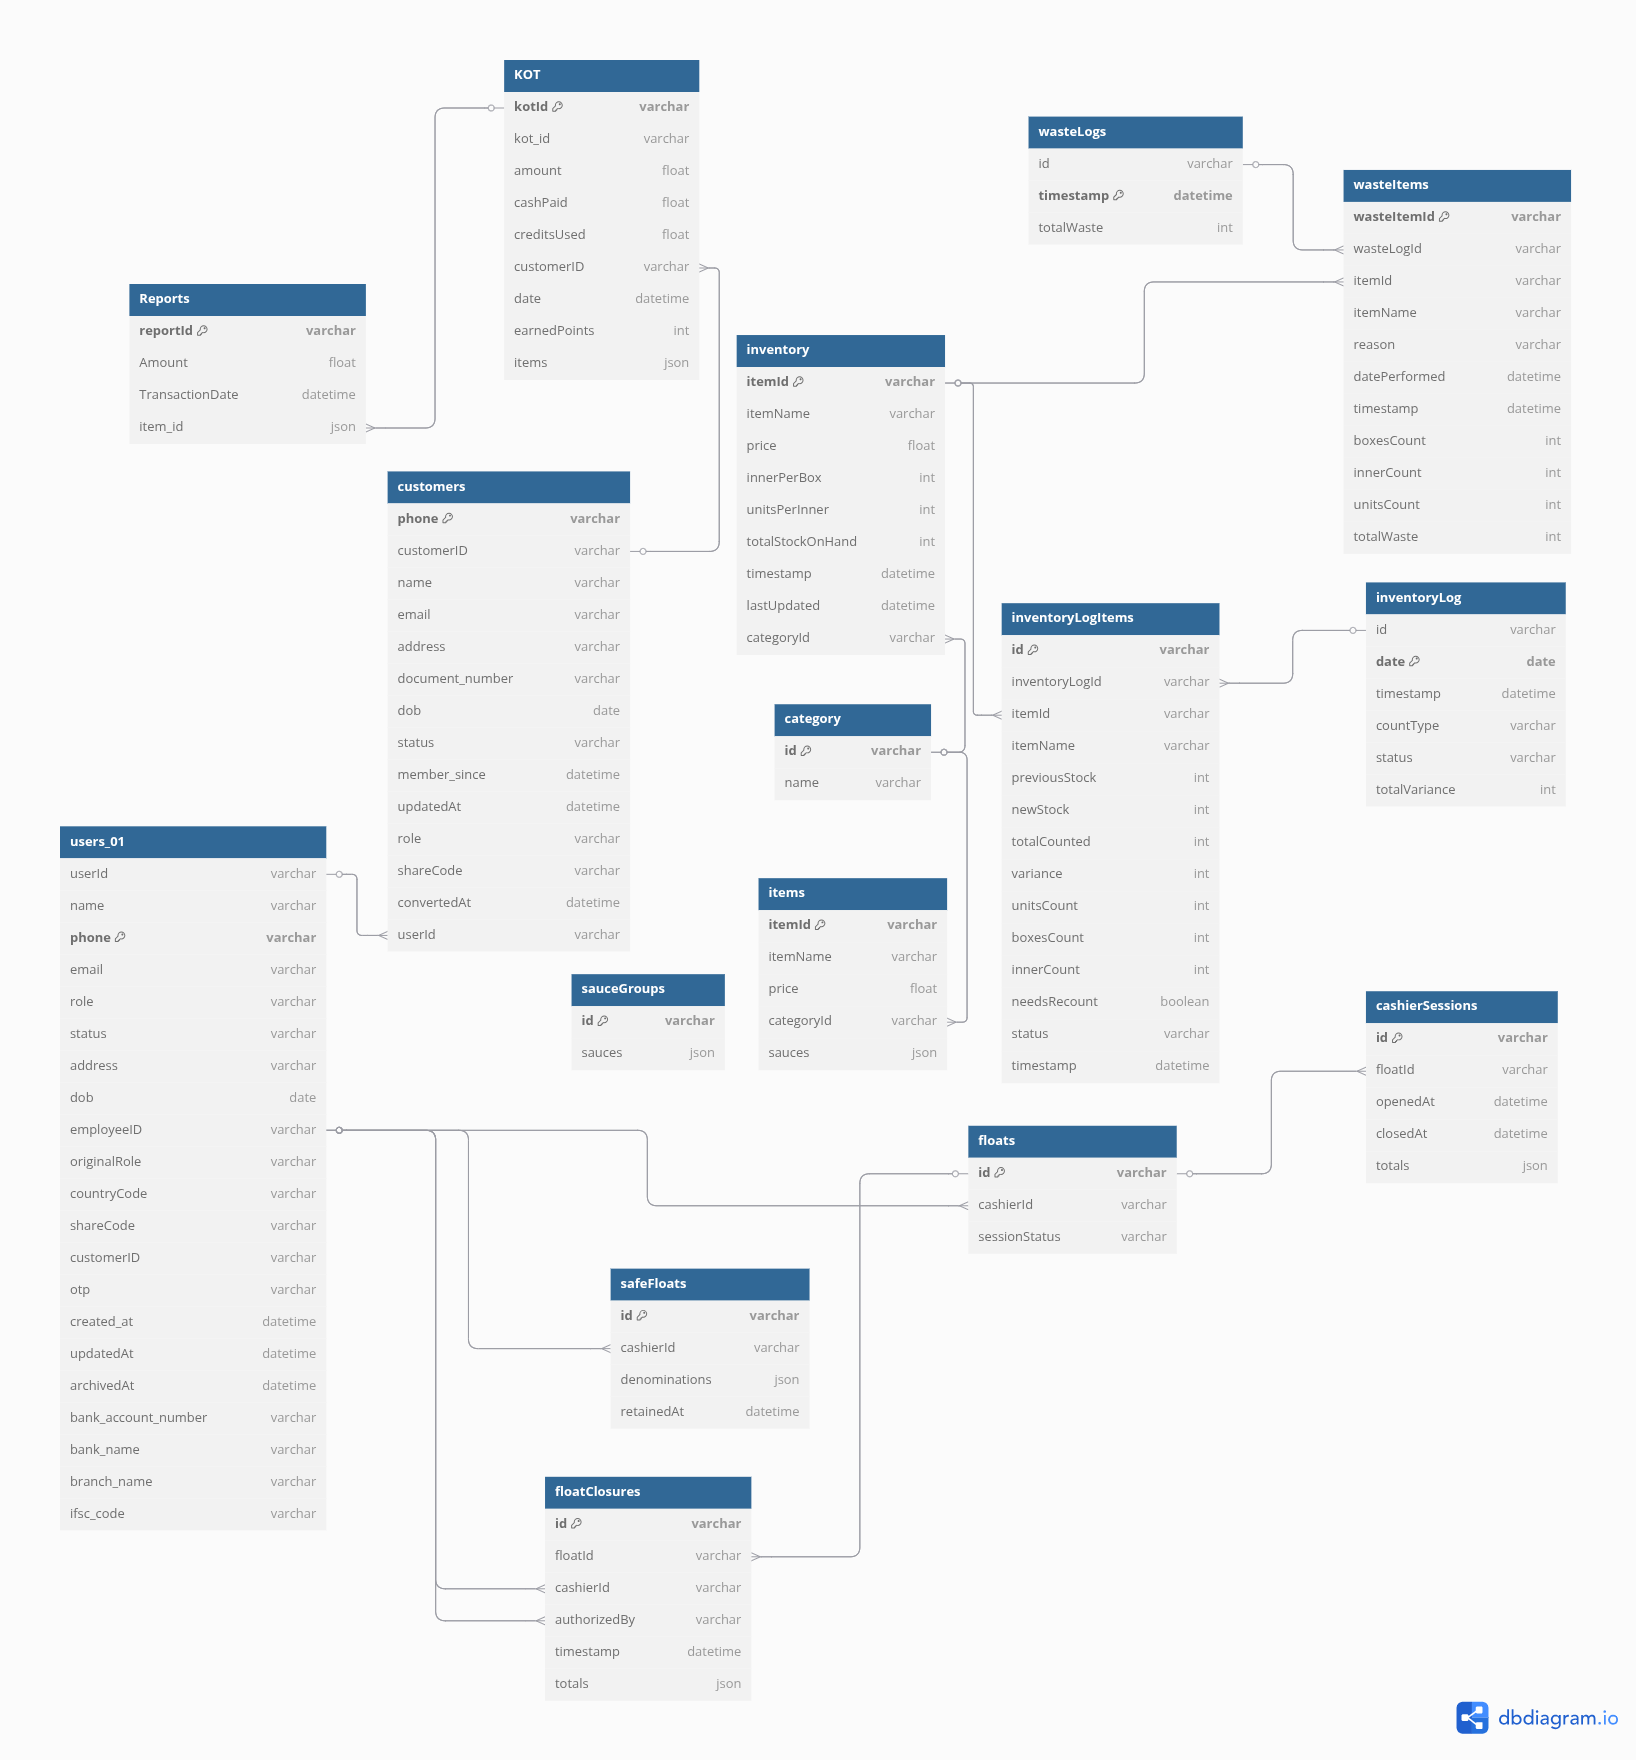 KOT
kotId varchar
kot_id varchar
amount float
cashPaid float
creditsUsed float
customerID varchar
date datetime
earnedPoints int
items json
wasteLogs
id varchar
timestamp datetime
totalWaste int
wasteItems
wasteItemId varchar
wasteLogId varchar
itemId varchar
itemName varchar
reason varchar
datePerformed datetime
timestamp datetime
boxesCount int
innerCount int
unitsCount int
totalWaste int
Reports
reportId varchar
Amount float
TransactionDate datetime
item_id json
inventory
itemId varchar
itemName varchar
price float
innerPerBox int
unitsPerInner int
totalStockOnHand int
timestamp datetime
lastUpdated datetime
categoryId varchar
customers
phone varchar
customerID varchar
name varchar
email varchar
address varchar
document_number varchar
dob date
status varchar
member_since datetime
updatedAt datetime
role varchar
shareCode varchar
convertedAt datetime
userId varchar
inventoryLogItems
id varchar
inventoryLogId varchar
itemId varchar
itemName varchar
previousStock int
newStock int
totalCounted int
variance int
unitsCount int
boxesCount int
innerCount int
needsRecount boolean
status varchar
timestamp datetime
inventoryLog
id varchar
date date
timestamp datetime
countType varchar
status varchar
totalVariance int
category
id varchar
name varchar
users_01
userId varchar
name varchar
phone varchar
email varchar
role varchar
status varchar
address varchar
dob date
employeeID varchar
originalRole varchar
countryCode varchar
shareCode varchar
customerID varchar
otp varchar
created_at datetime
updatedAt datetime
archivedAt datetime
bank_account_number varchar
bank_name varchar
branch_name varchar
ifsc_code varchar
items
itemId varchar
itemName varchar
price float
categoryId varchar
sauces json
sauceGroups
id varchar
sauces json
cashierSessions
id varchar
floatId varchar
openedAt datetime
closedAt datetime
totals json
floats
id varchar
cashierId varchar
sessionStatus varchar
safeFloats
id varchar
cashierId varchar
denominations json
retainedAt datetime
floatClosures
id varchar
floatId varchar
cashierId varchar
authorizedBy varchar
timestamp datetime
totals json
dbdiagram.io